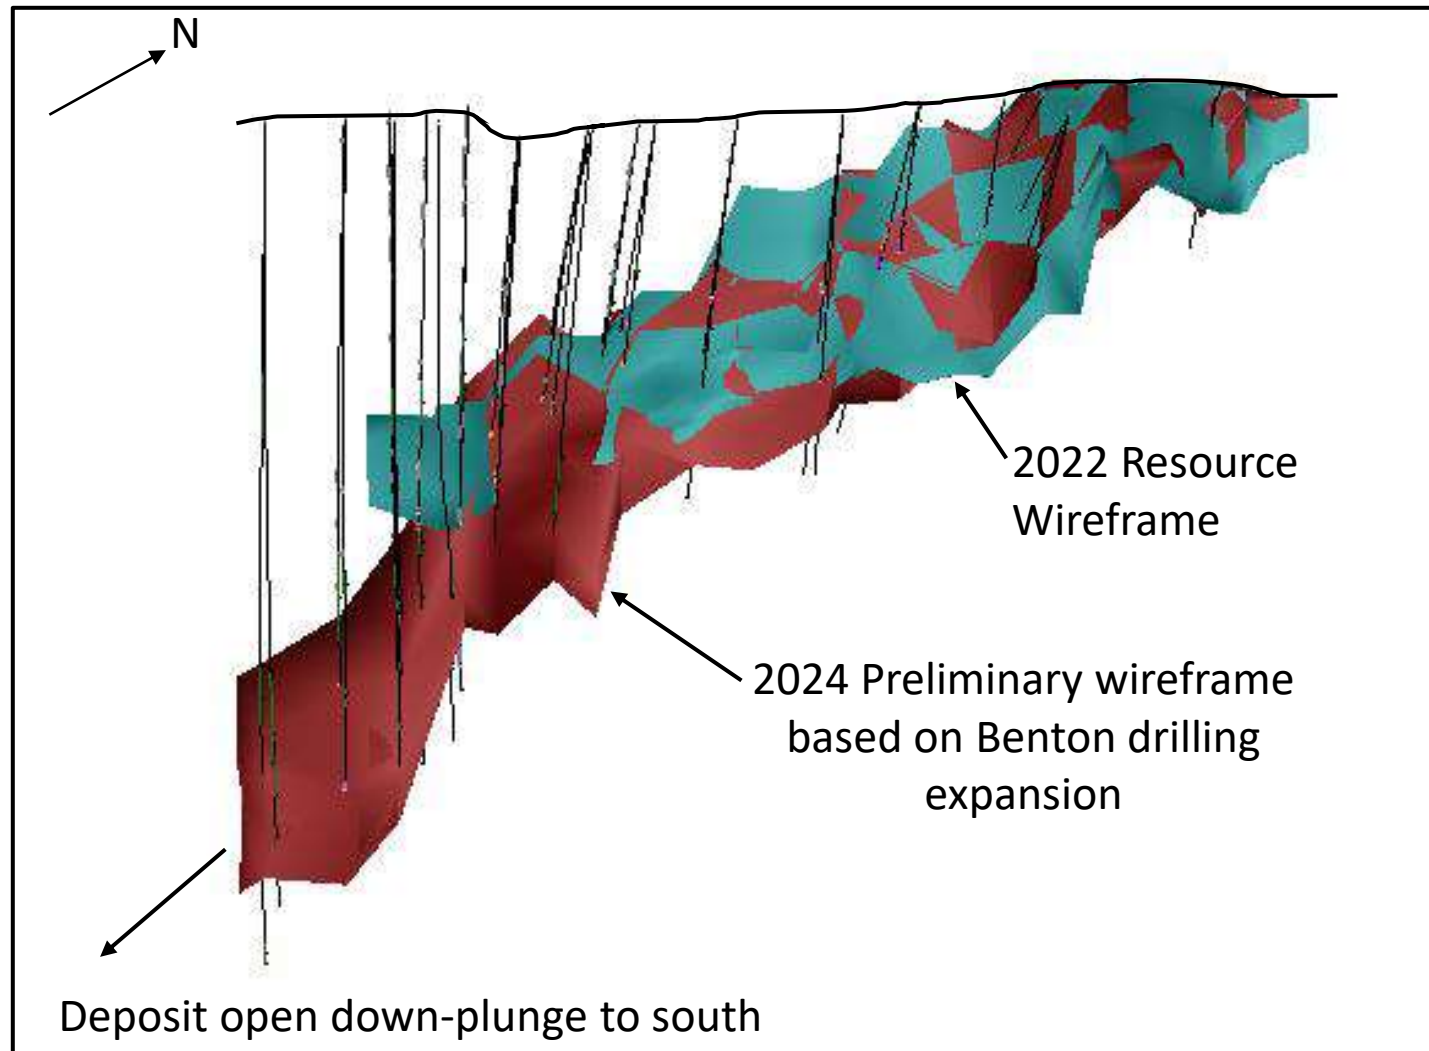 N
2022 Resource
Wireframe
2024 Preliminary wireframe
based on Benton drilling
expansion
Deposit open down-plunge to south